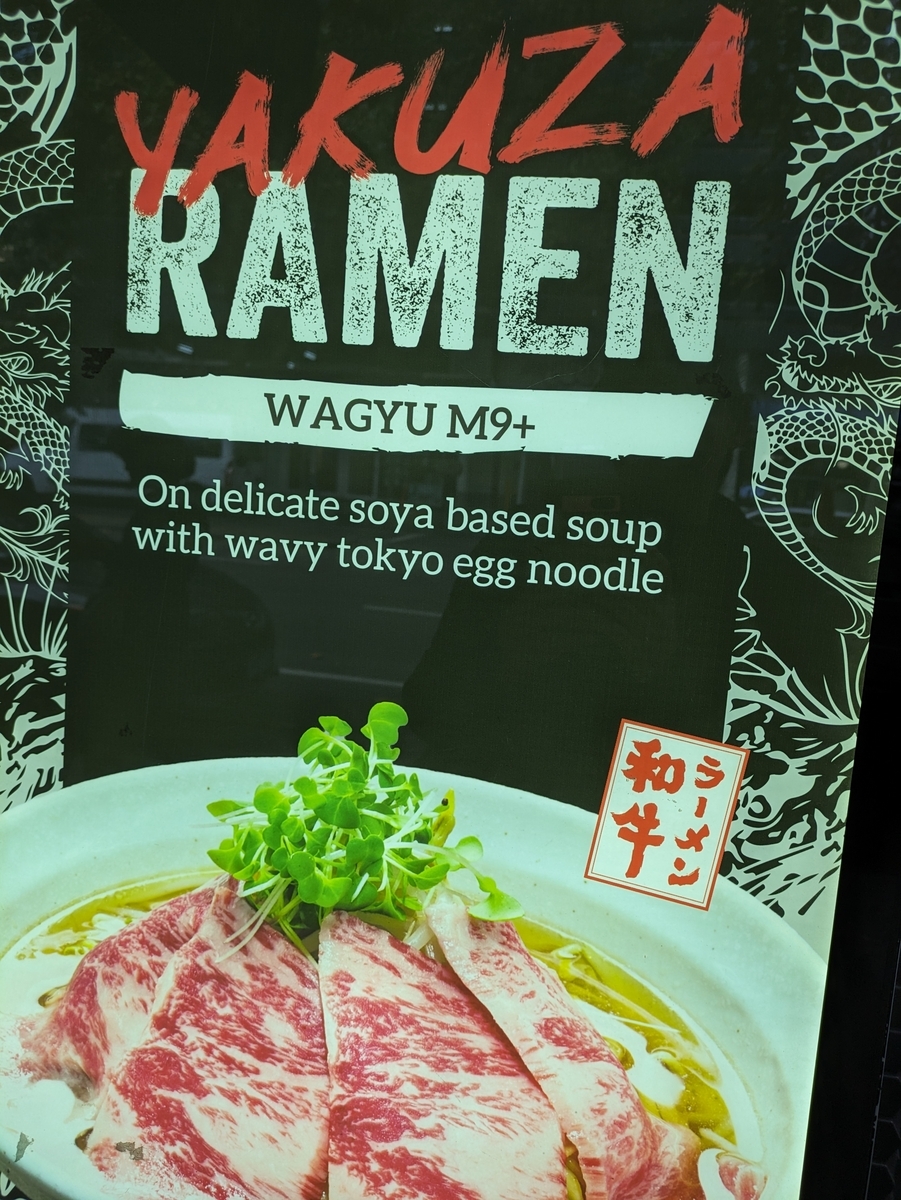 YAKUZA
RAMEN
WAGYU M9+
On delicate soya based soup
with wavy tokyo egg noodle
ラーメン
和牛